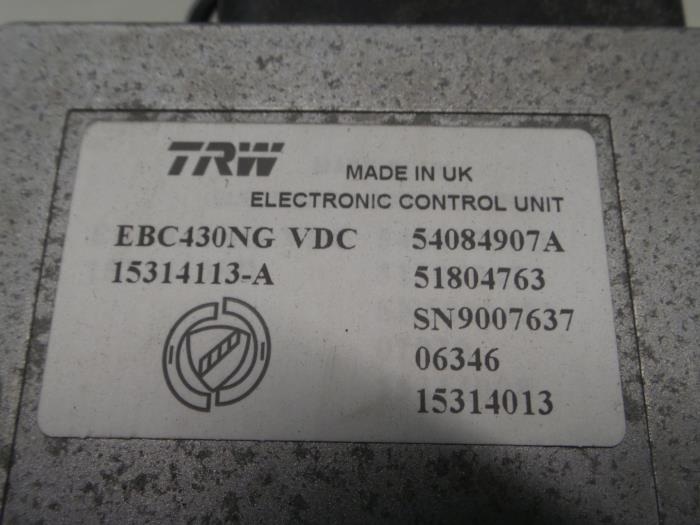 TRW MADE IN UK
ELECTRONIC CONTROL UNIT
EBC430NG VDC 54084907A
15314113-A 51804763
SN9007637
06346
15314013